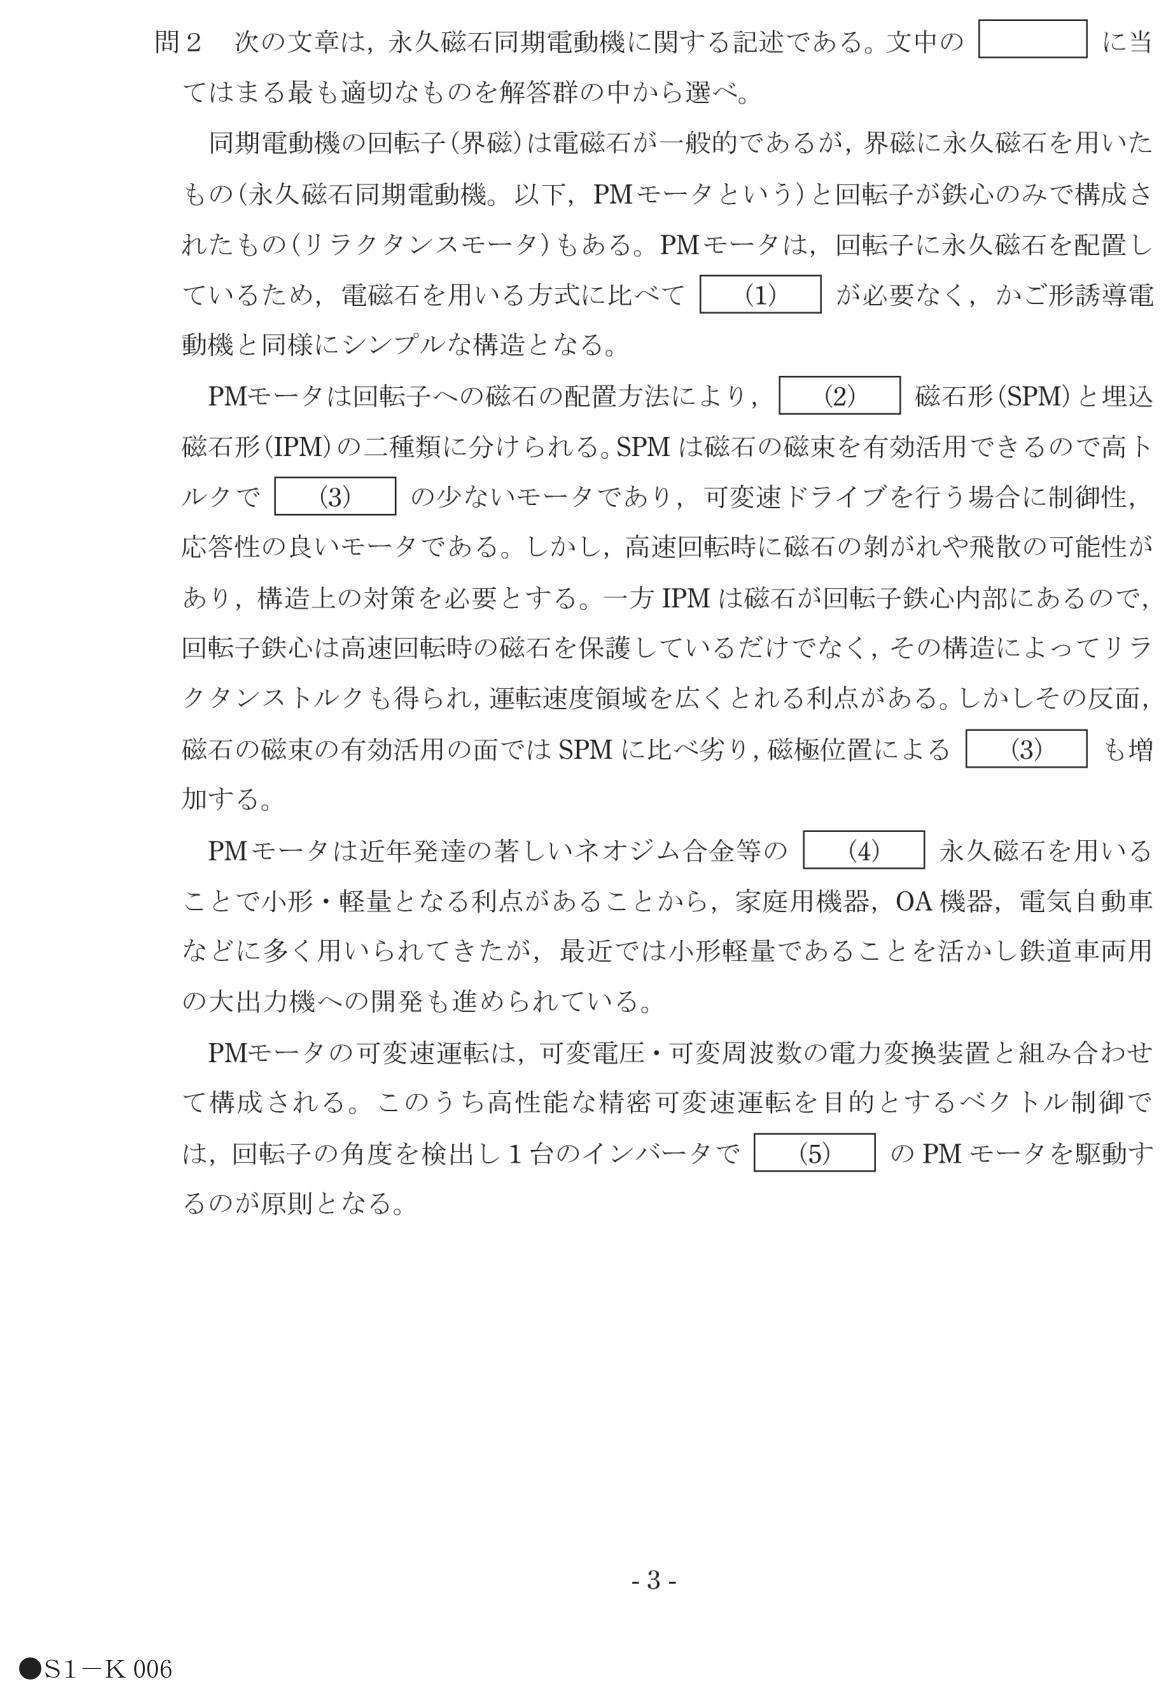 問2　次の文章は，永久磁石同期電動機に関する記述である。文中の　　　　に当
てはまる最も適切なものを解答群の中から選べ。
同期電動機の回転子（界磁）は電磁石が一般的であるが，界磁に永久磁石を用いた
もの（永久磁石同期電動機。以下，PMモータという）と回転子が鉄心のみで構成さ
れたもの（リラクタンスモータ）もある。PMモータは，回転子に永久磁石を配置し
ているため，電磁石を用いる方式に比べて (1) が必要なく，かご形誘導電
動機と同様にシンプルな構造となる。
PMモータは回転子への磁石の配置方法により， (2) 磁石形（SPM）と埋込
磁石形（IPM）の二種類に分けられる。SPM は磁石の磁束を有効活用できるので高ト
ルクで (3) の少ないモータであり，可変速ドライブを行う場合に制御性，
応答性の良いモータである。しかし，高速回転時に磁石の剝がれや飛散の可能性が
あり，構造上の対策を必要とする。一方 IPM は磁石が回転子鉄心内部にあるので，
回転子鉄心は高速回転時の磁石を保護しているだけでなく，その構造によってリラ
クタンストルクも得られ，運転速度領域を広くとれる利点がある。しかしその反面，
磁石の磁束の有効活用の面では SPM に比べ劣り，磁極位置による (3) も増
加する。
PMモータは近年発達の著しいネオジム合金等の (4) 永久磁石を用いる
ことで小形・軽量となる利点があることから，家庭用機器，OA 機器，電気自動車
などに多く用いられてきたが，最近では小形軽量であることを活かし鉄道車両用
の大出力機への開発も進められている。
PMモータの可変速運転は，可変電圧・可変周波数の電力変換装置と組み合わせ
て構成される。このうち高性能な精密可変速運転を目的とするベクトル制御で
は，回転子の角度を検出し 1 台のインバータで (5) の PM モータを駆動す
るのが原則となる。
- 3 -
●S1－K 006